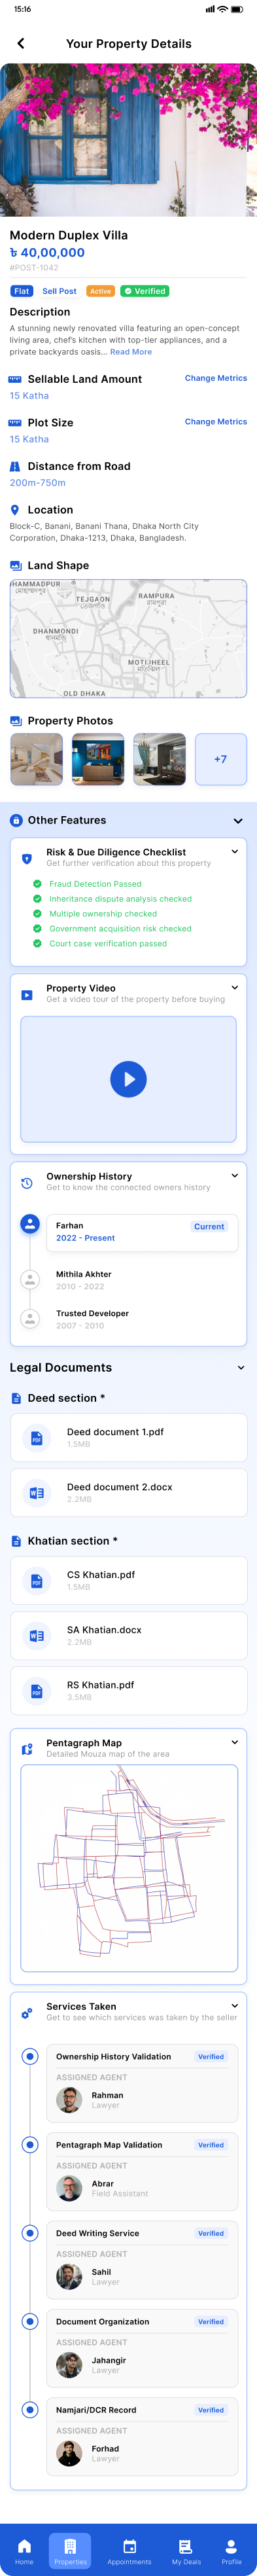 15:16
Your Property Details
Modern Duplex Villa
৳ 40,00,000
#POST-1042
Flat Sell Post Active Verified
Description
A stunning newly renovated villa featuring an open-concept
living area, chef's kitchen with top-tier appliances, and a
private backyards oasis... Read More
Sellable Land Amount Change Metrics
15 Katha
Plot Size Change Metrics
15 Katha
Distance from Road
200m-750m
Location
Block-C, Banani, Banani Thana, Dhaka North City
Corporation, Dhaka-1213, Dhaka, Bangladesh.
Land Shape
HAMMADPUR
মোহাম্মদপুর
TEJGAON
তেজগাঁও
RAMPURA
রামপুরা
DHANMONDI
ধানমন্ডি
MOTIJHEEL
মতিঝিল
OLD DHAKA
Property Photos
+7
Other Features
Risk & Due Diligence Checklist
Get further verification about this property
Fraud Detection Passed
Inheritance dispute analysis checked
Multiple ownership checked
Government acquisition risk checked
Court case verification passed
Property Video
Get a video tour of the property before buying
Ownership History
Get to know the connected owners history
Farhan Current
2022 - Present
Mithila Akhter
2010 - 2022
Trusted Developer
2007 - 2010
Legal Documents
Deed section *
PDF
Deed document 1.pdf
1.5MB
Deed document 2.docx
2.2MB
Khatian section *
PDF
CS Khatian.pdf
1.5MB
SA Khatian.docx
2.2MB
PDF
RS Khatian.pdf
3.5MB
Pentagraph Map
Detailed Mouza map of the area
Services Taken
Get to see which services was taken by the seller
Ownership History Validation Verified
ASSIGNED AGENT
Rahman
Lawyer
Pentagraph Map Validation Verified
ASSIGNED AGENT
Abrar
Field Assistant
Deed Writing Service Verified
ASSIGNED AGENT
Sahil
Lawyer
Document Organization Verified
ASSIGNED AGENT
Jahangir
Lawyer
Namjari/DCR Record Verified
ASSIGNED AGENT
Forhad
Lawyer
Home Properties Appointments My Deals Profile